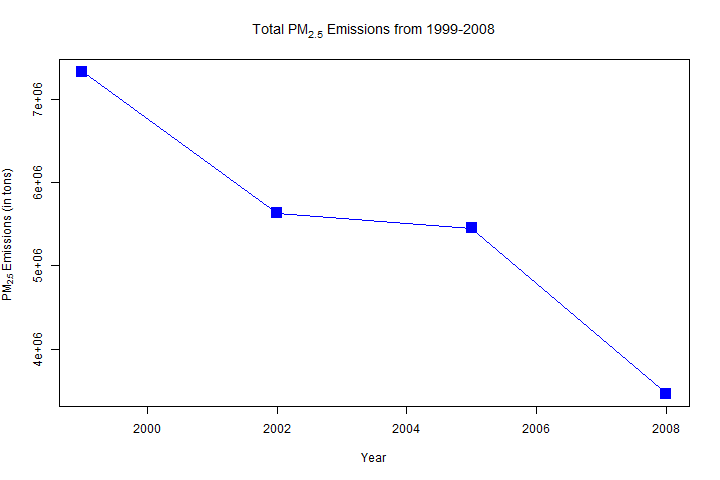 Total PM2.5 Emissions from 1999-2008
PM2.5 Emissions (in tons)
7e+06
6e+06
5e+06
4e+06
2000 2002 2004 2006 2008
Year